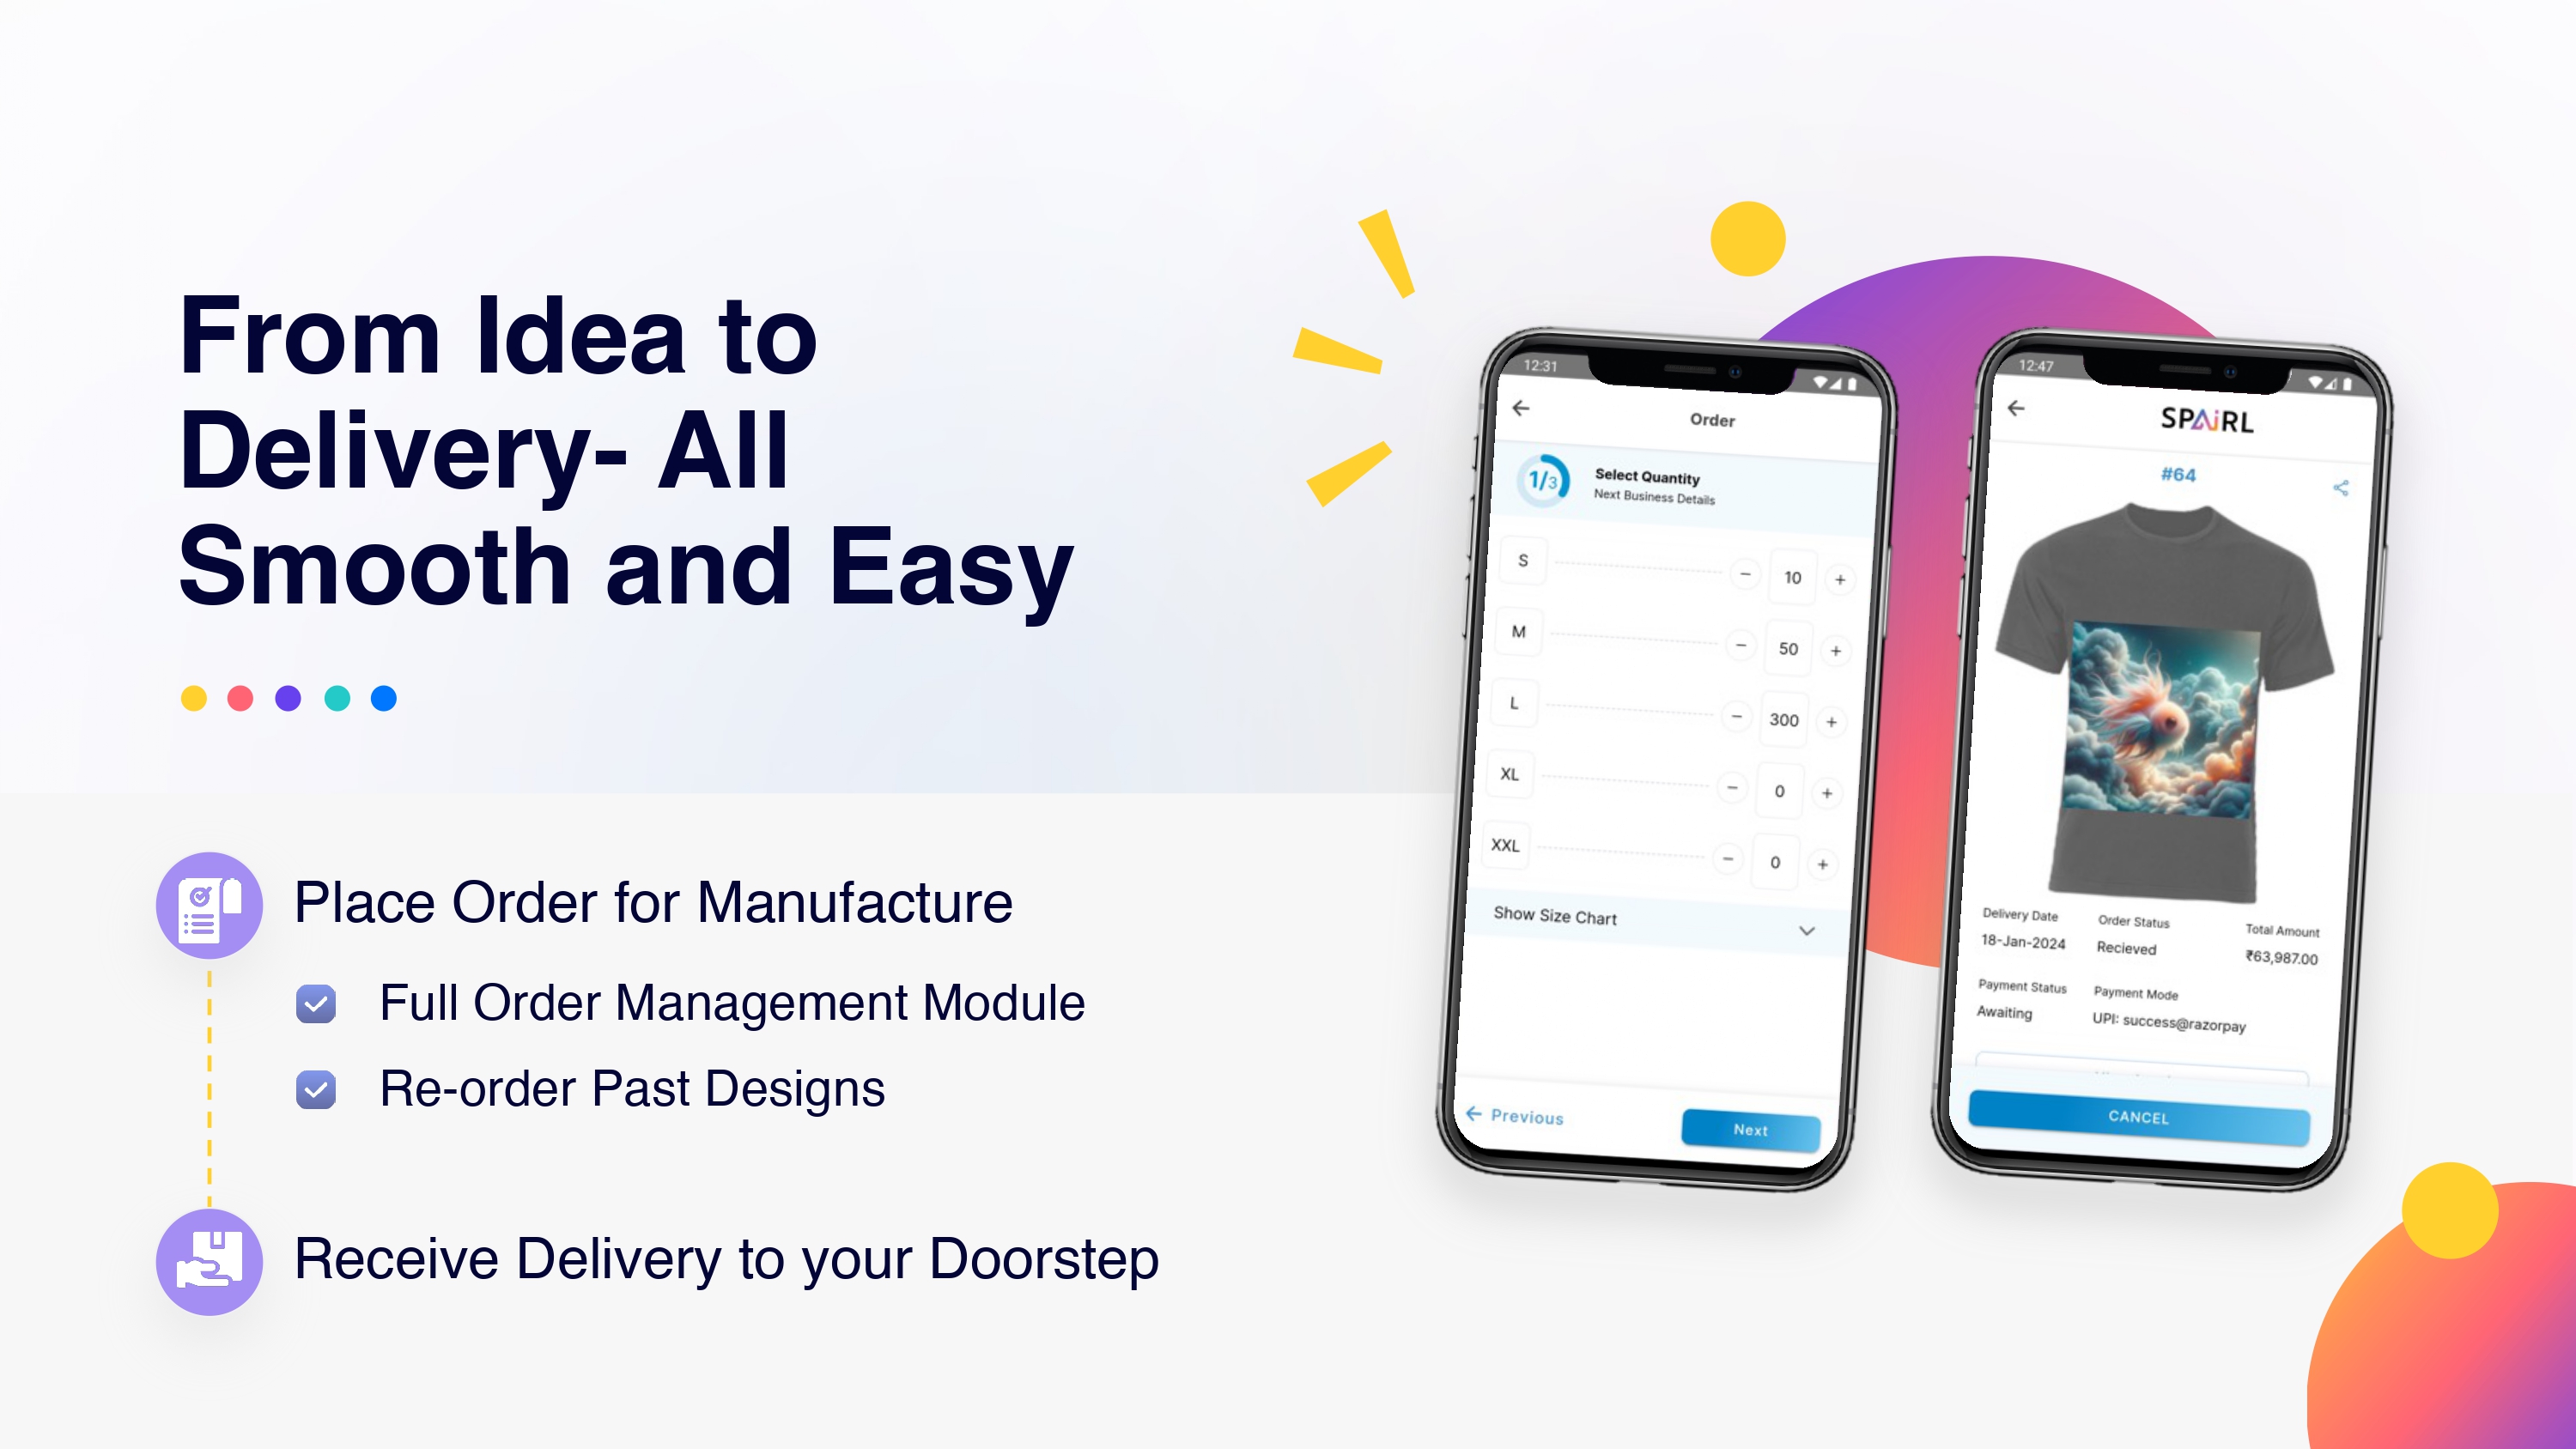 From Idea to
Delivery- All
Smooth and Easy
Place Order for Manufacture
Full Order Management Module
Re-order Past Designs
Receive Delivery to your Doorstep
12:31
Order
1/3
Select Quantity
Next Business Details
S - 10 +
M - 50 +
L - 300 +
XL - 0 +
XXL - 0 +
Show Size Chart
Previous
Next
12:47
SPAiRL
#64
Delivery Date Order Status Total Amount
18-Jan-2024 Recieved ₹63,987.00
Payment Status Payment Mode
Awaiting UPI: success@razorpay
CANCEL